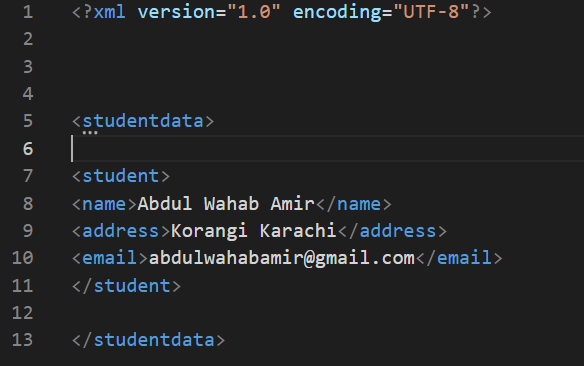 1 <?xml version="1.0" encoding="UTF-8"?>
2
3
4
5 <studentdata>
6
7 <student>
8 <name>Abdul Wahab Amir</name>
9 <address>Korangi Karachi</address>
10 <email>abdulwahabamir@gmail.com</email>
11 </student>
12
13 </studentdata>